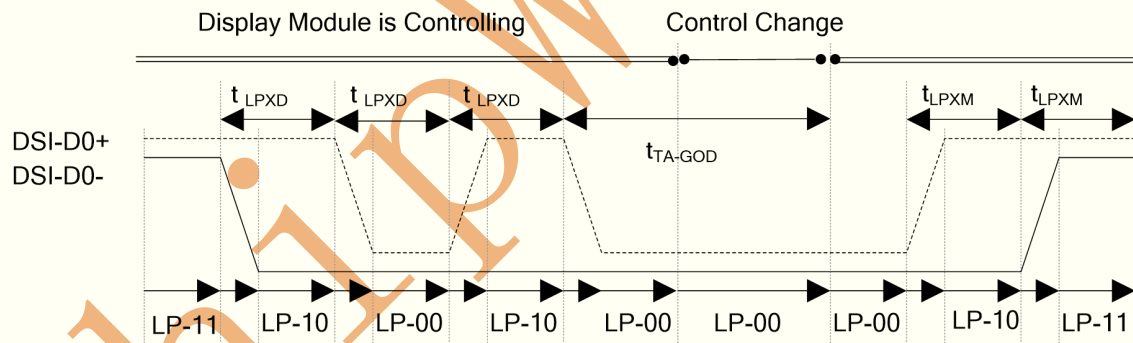 Display Module is Controlling Control Change
t LPXD t LPXD t LPXD tLPXM tLPXM
DSI-D0+
tTA-GOD
DSI-D0-
LP-11 LP-10 LP-00 LP-10 LP-00 LP-00 LP-00 LP-10 LP-11